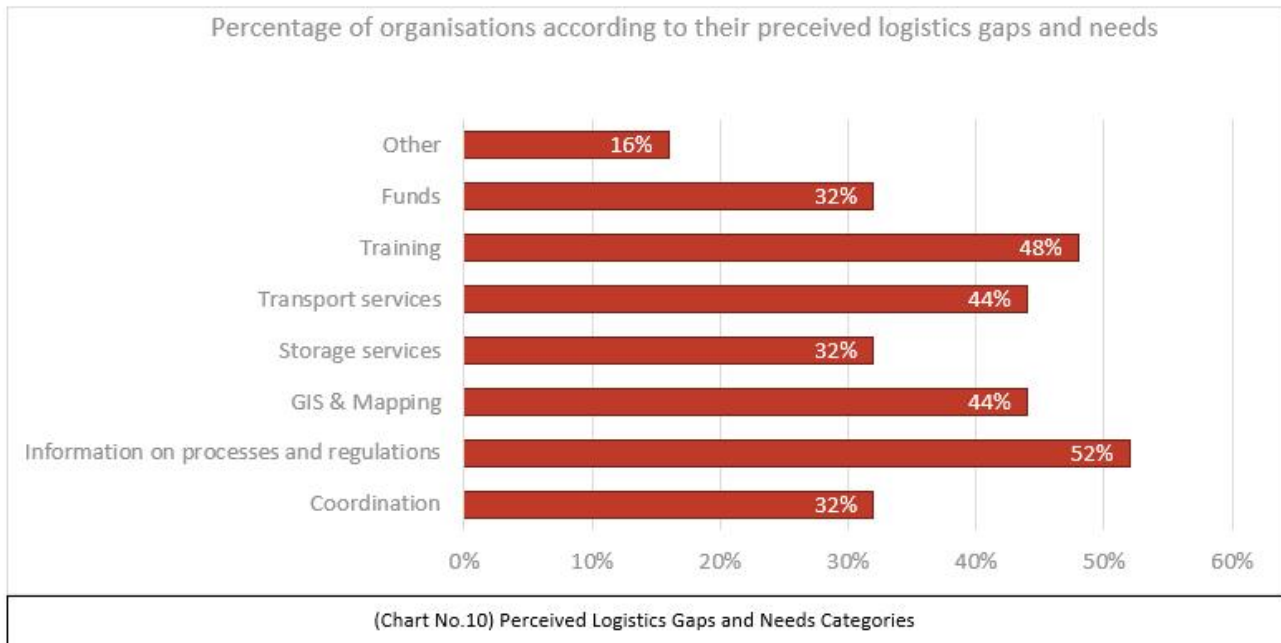 Percentage of organisations according to their preceived logistics gaps and needs
Other
16%
Funds
32%
Training
48%
Transport services
44%
Storage services
32%
GIS & Mapping
44%
Information on processes and regulations
52%
Coordination
32%
0% 10% 20% 30% 40% 50% 60%
(Chart No.10) Perceived Logistics Gaps and Needs Categories